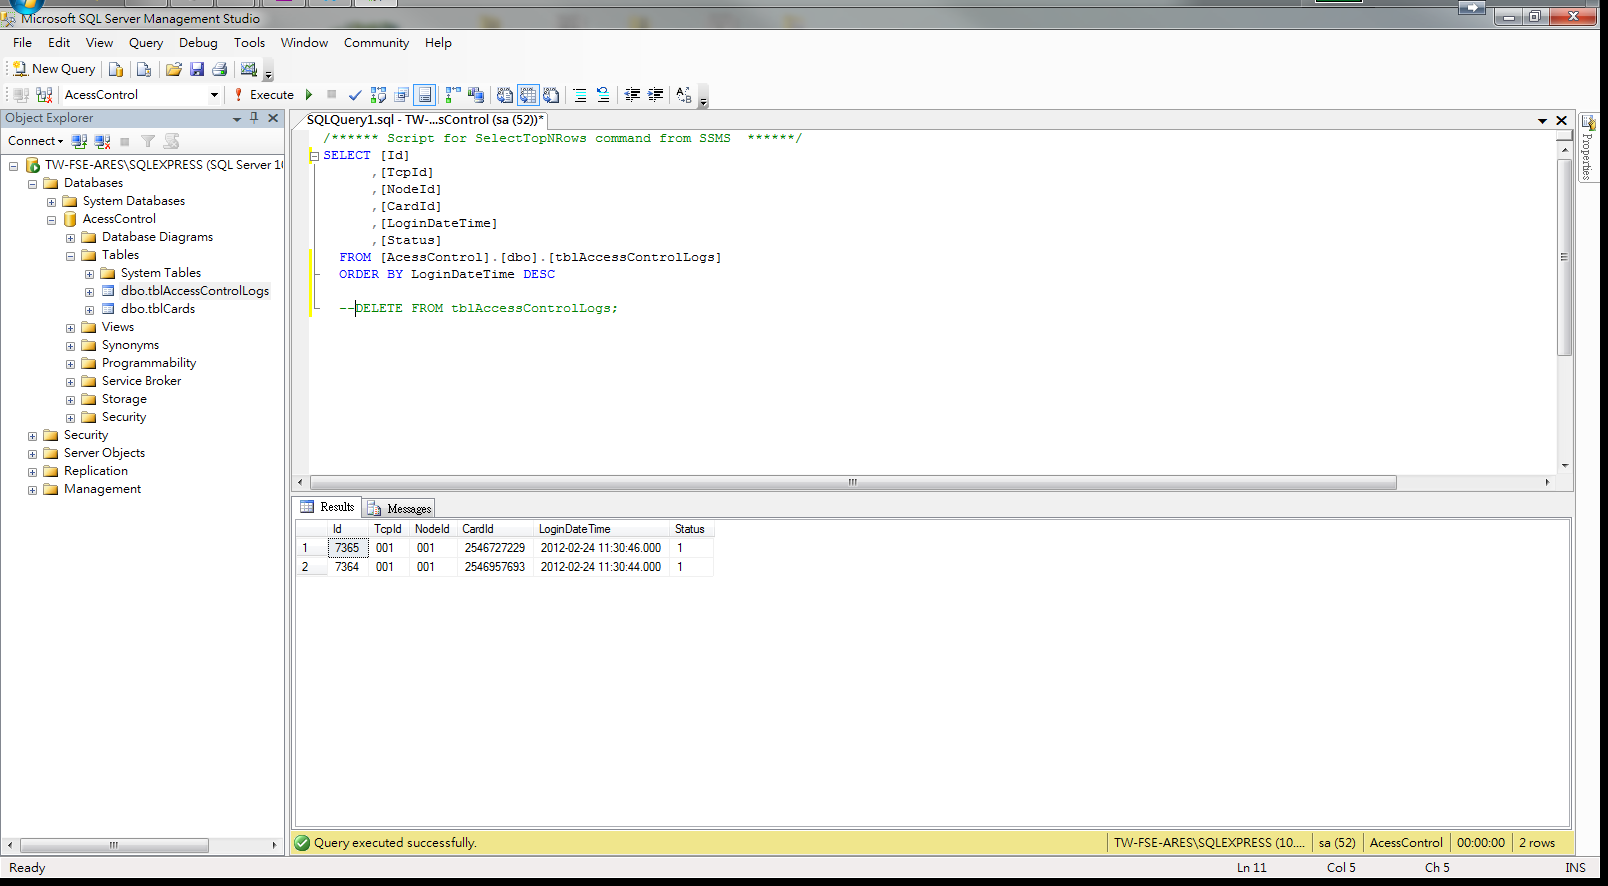 Microsoft SQL Server Management Studio
File Edit View Query Debug Tools Window Community Help
New Query
AcessControl
Execute
Object Explorer
Connect
TW-FSE-ARES\SQLEXPRESS (SQL Server 10
Databases
System Databases
AcessControl
Database Diagrams
Tables
System Tables
dbo.tblAccessControlLogs
dbo.tblCards
Views
Synonyms
Programmability
Service Broker
Storage
Security
Security
Server Objects
Replication
Management
SQLQuery1.sql - TW-...sControl (sa (52))*
/****** Script for SelectTopNRows command from SSMS ******/
SELECT [Id]
,[TcpId]
,[NodeId]
,[CardId]
,[LoginDateTime]
,[Status]
FROM [AcessControl].[dbo].[tblAccessControlLogs]
ORDER BY LoginDateTime DESC
--DELETE FROM tblAccessControlLogs;
Properties
Results Messages
Id TcpId NodeId CardId LoginDateTime Status
1 7365 001 001 2546727229 2012-02-24 11:30:46.000 1
2 7364 001 001 2546957693 2012-02-24 11:30:44.000 1
Query executed successfully. TW-FSE-ARES\SQLEXPRESS (10.... sa (52) AcessControl 00:00:00 2 rows
Ready Ln 11 Col 5 Ch 5 INS